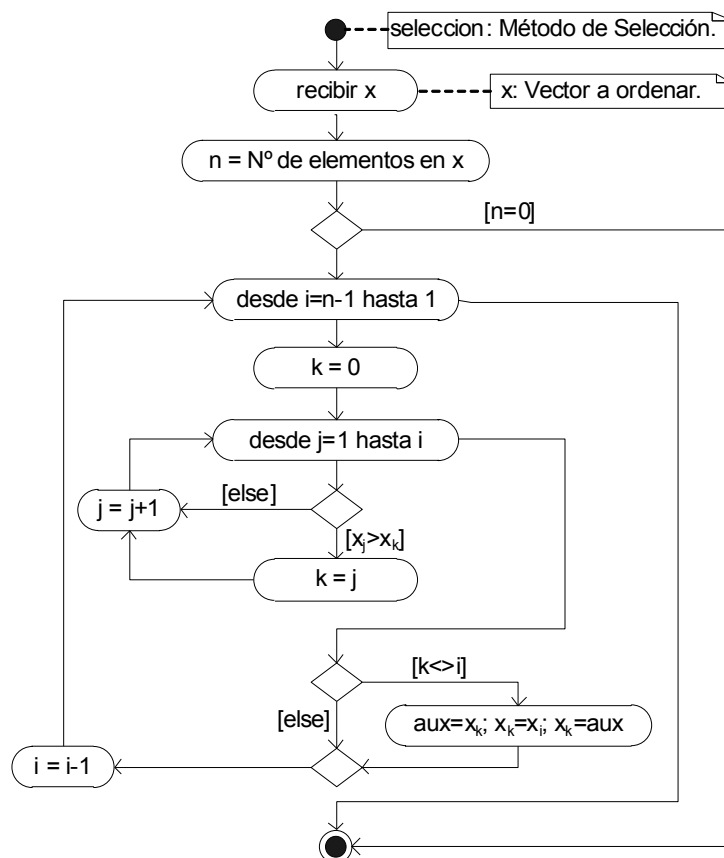 seleccion: Método de Selección.
recibir x
x: Vector a ordenar.
n = Nº de elementos en x
[n=0]
desde i=n-1 hasta 1
k = 0
desde j=1 hasta i
[else]
j = j+1
[xj>xk]
k = j
[k<>i]
[else]
aux=xk; xk=xi; xk=aux
i = i-1